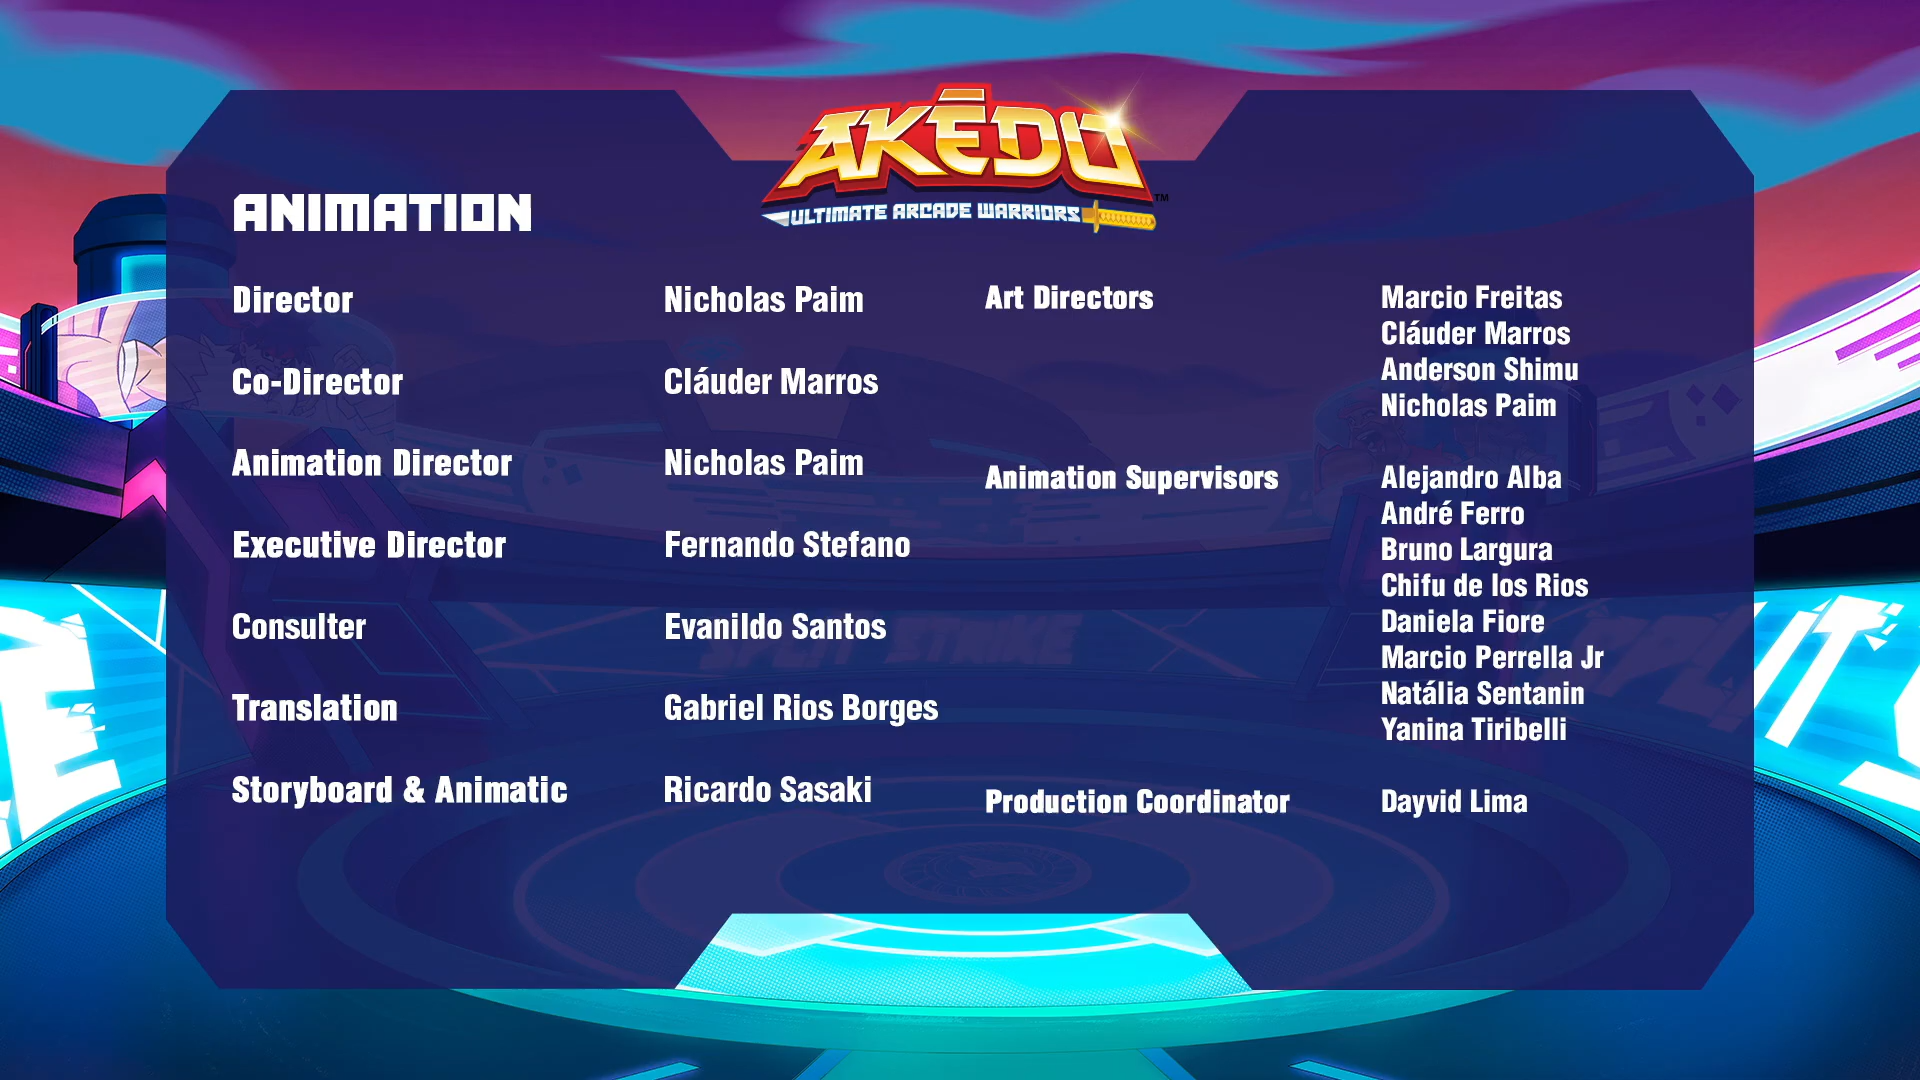 AKĒDO
TM
ULTIMATE ARCADE WARRIORS
ANIMATION
Director Nicholas Paim
Co-Director Cláuder Marros
Animation Director Nicholas Paim
Executive Director Fernando Stefano
Consulter Evanildo Santos
Translation Gabriel Rios Borges
Storyboard & Animatic Ricardo Sasaki
Art Directors Marcio Freitas
Cláuder Marros
Anderson Shimu
Nicholas Paim
Animation Supervisors Alejandro Alba
André Ferro
Bruno Largura
Chifu de los Rios
Daniela Fiore
Marcio Perrella Jr
Natália Sentanin
Yanina Tiribelli
Production Coordinator Dayvid Lima
SPLIT STRIKE